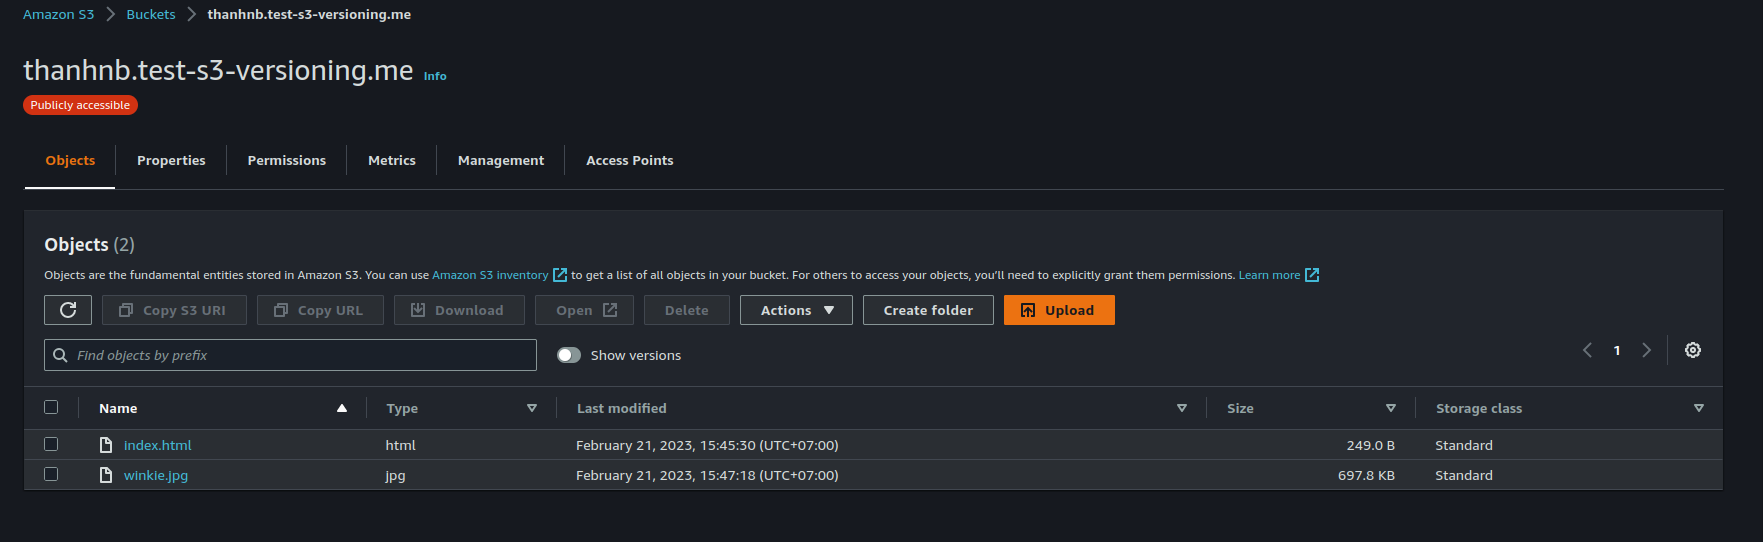 Amazon S3 > Buckets > thanhnb.test-s3-versioning.me
thanhnb.test-s3-versioning.me Info
Publicly accessible
Objects Properties Permissions Metrics Management Access Points
Objects (2)
Objects are the fundamental entities stored in Amazon S3. You can use Amazon S3 inventory to get a list of all objects in your bucket. For others to access your objects, you'll need to explicitly grant them permissions. Learn more
Copy S3 URI Copy URL Download Open Delete Actions Create folder Upload
Find objects by prefix Show versions 1
Name Type Last modified Size Storage class
index.html html February 21, 2023, 15:45:30 (UTC+07:00) 249.0 B Standard
winkie.jpg jpg February 21, 2023, 15:47:18 (UTC+07:00) 697.8 KB Standard